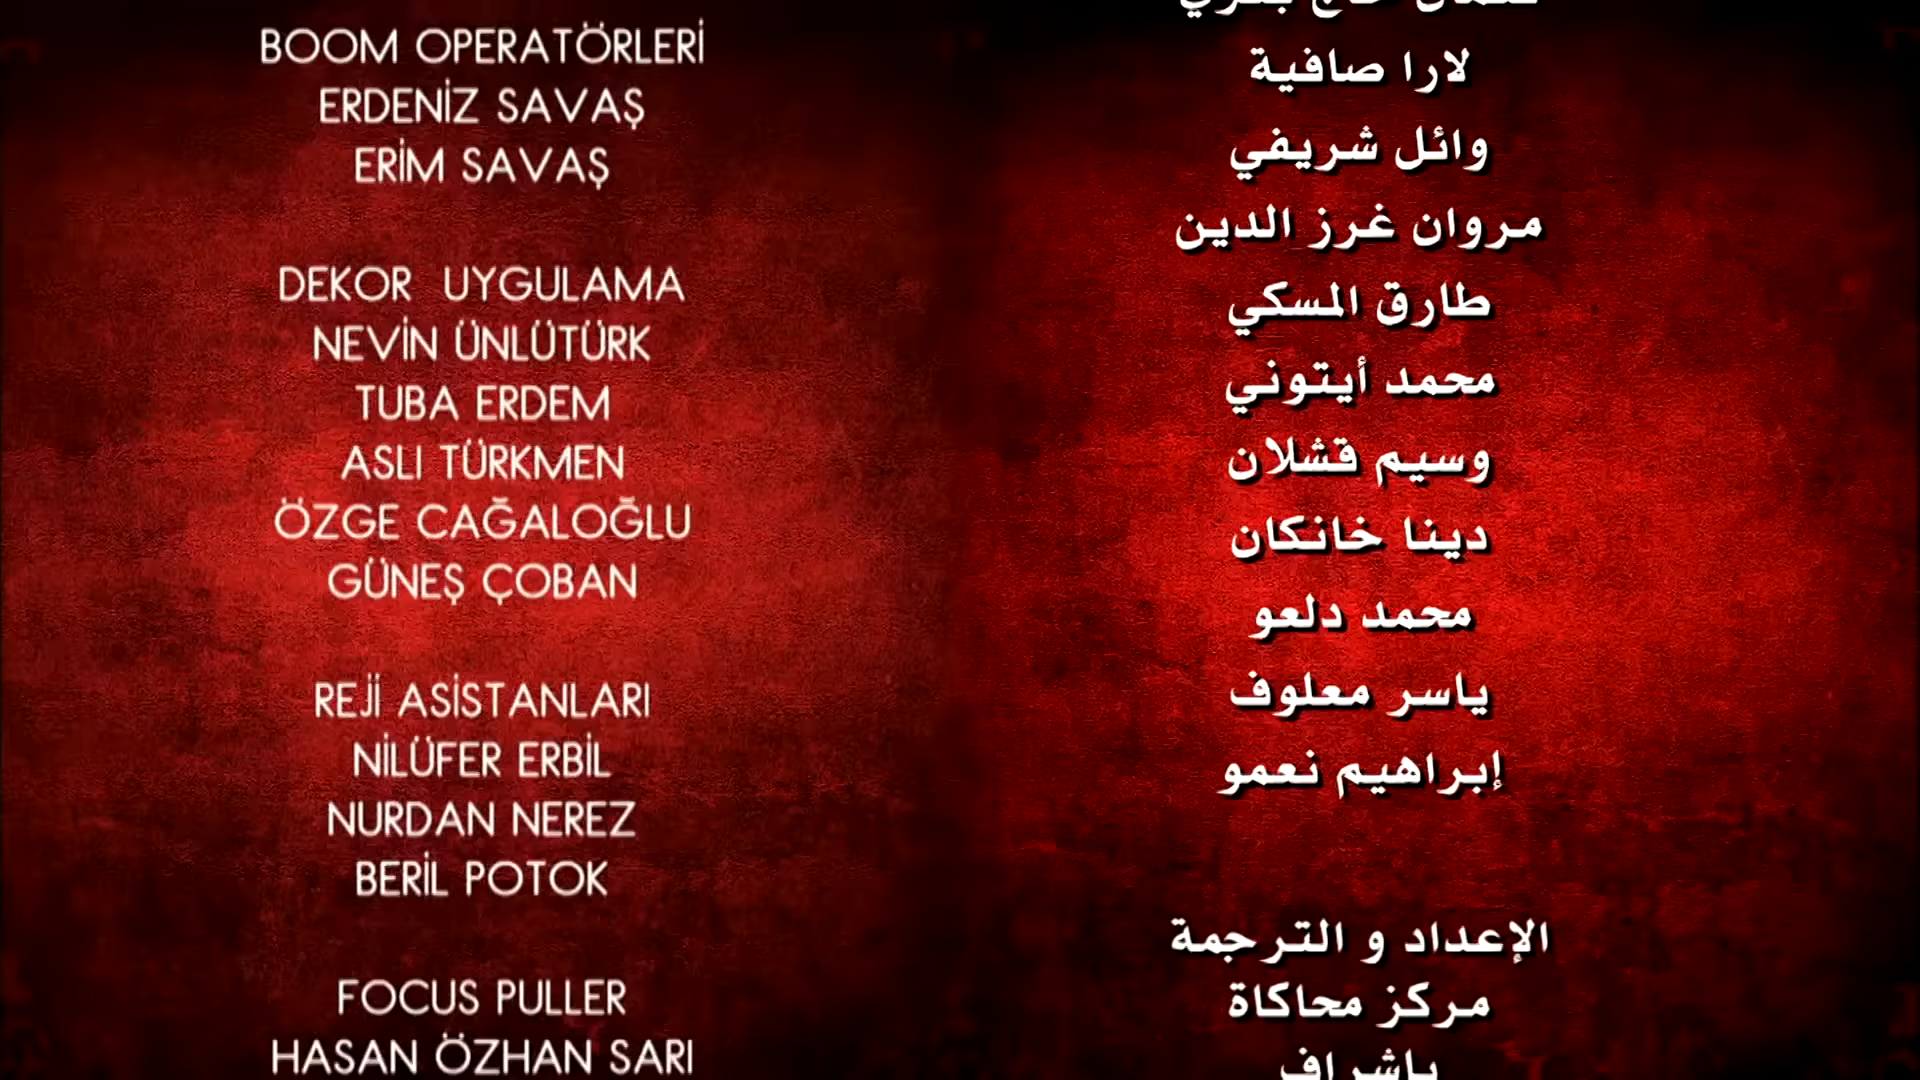 BOOM OPERATÖRLERİ
ERDENİZ SAVAŞ
ERİM SAVAŞ
DEKOR UYGULAMA
NEVİN ÜNLÜTÜRK
TUBA ERDEM
ASLI TÜRKMEN
ÖZGE CAĞALOĞLU
GÜNEŞ ÇOBAN
REJİ ASİSTANLARI
NİLÜFER ERBİL
NURDAN NEREZ
BERİL POTOK
FOCUS PULLER
HASAN ÖZHAN SARI
لارا صافية
وائل شريفي
مروان غرز الدين
طارق المسكي
محمد أيتوني
وسيم قشلان
دينا خانكان
محمد دلعو
ياسر معلوف
إبراهيم نعمو
الإعداد و الترجمة
مركز محاكاة
بإشراف